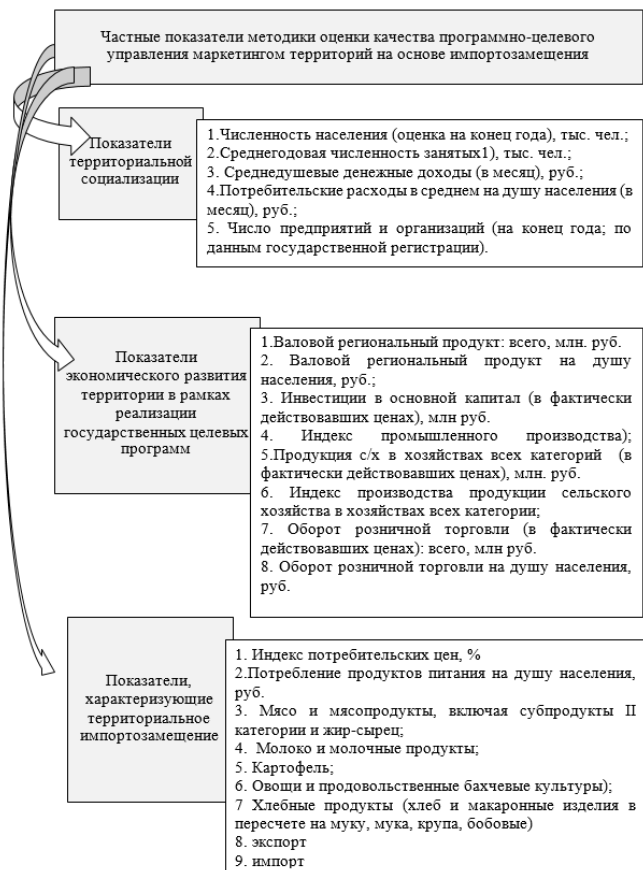 Частные показатели методики оценки качества программно-целевого
управления маркетингом территорий на основе импортозамещения
Показатели
территориальной
социализации
1.Численность населения (оценка на конец года), тыс. чел.;
2.Среднегодовая численность занятых1), тыс. чел.;
3. Среднедушевые денежные доходы (в месяц), руб.;
4.Потребительские расходы в среднем на душу населения (в
месяц), руб.;
5. Число предприятий и организаций (на конец года; по
данным государственной регистрации).
Показатели
экономического развития
территории в рамках
реализации
государственных целевых
программ
1.Валовой региональный продукт: всего, млн. руб.
2. Валовой региональный продукт на душу
населения, руб.;
3. Инвестиции в основной капитал (в фактически
действовавших ценах), млн руб.
4. Индекс промышленного производства);
5.Продукция с/х в хозяйствах всех категорий (в
фактически действовавших ценах), млн. руб.
6. Индекс производства продукции сельского
хозяйства в хозяйствах всех категории;
7. Оборот розничной торговли (в фактически
действовавших ценах): всего, млн руб.
8. Оборот розничной торговли на душу населения,
руб.
Показатели,
характеризующие
территориальное
импортозамещение
1. Индекс потребительских цен, %
2.Потребление продуктов питания на душу населения,
руб.
3. Мясо и мясопродукты, включая субпродукты II
категории и жир-сырец;
4. Молоко и молочные продукты;
5. Картофель;
6. Овощи и продовольственные бахчевые культуры);
7 Хлебные продукты (хлеб и макаронные изделия в
пересчете на муку, мука, крупа, бобовые)
8. экспорт
9. импорт